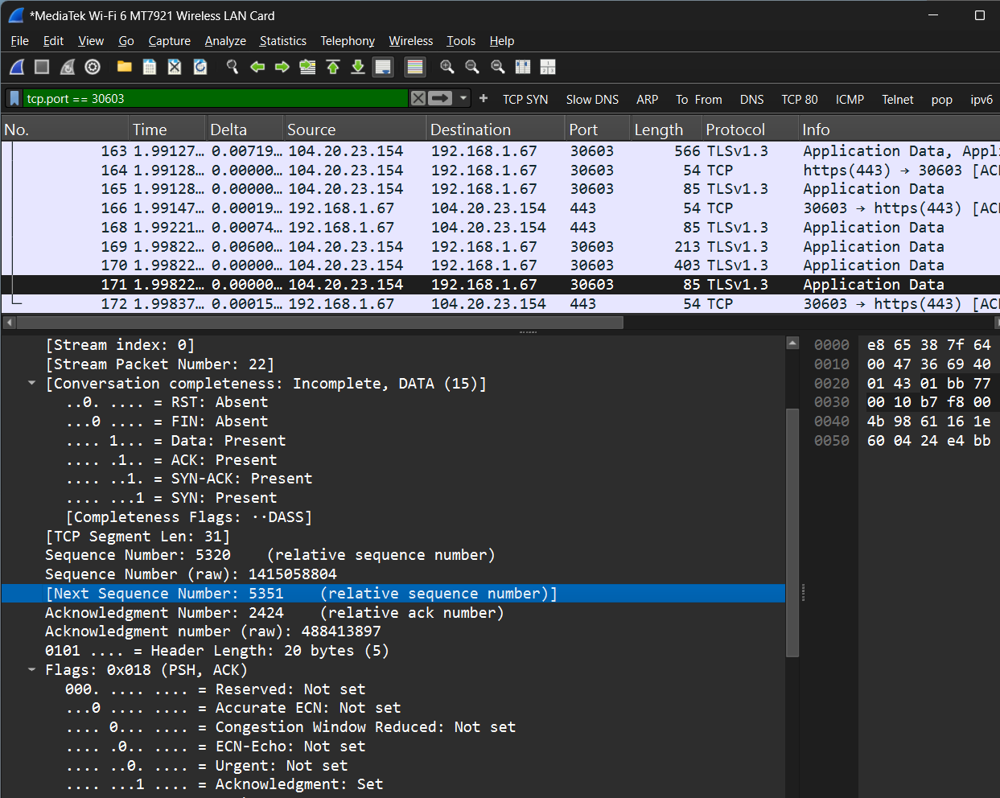 *MediaTek Wi-Fi 6 MT7921 Wireless LAN Card
File Edit View Go Capture Analyze Statistics Telephony Wireless Tools Help
tcp.port == 30603 + TCP SYN Slow DNS ARP To From DNS TCP 80 ICMP Telnet pop ipv6
No. Time Delta Source Destination Port Length Protocol Info
163 1.99127… 0.00719… 104.20.23.154 192.168.1.67 30603 566 TLSv1.3 Application Data, Appli
164 1.99128… 0.00000… 104.20.23.154 192.168.1.67 30603 54 TCP https(443) → 30603 [ACK
165 1.99128… 0.00000… 104.20.23.154 192.168.1.67 30603 85 TLSv1.3 Application Data
166 1.99147… 0.00019… 192.168.1.67 104.20.23.154 443 54 TCP 30603 → https(443) [ACK
168 1.99221… 0.00074… 192.168.1.67 104.20.23.154 443 85 TLSv1.3 Application Data
169 1.99822… 0.00600… 104.20.23.154 192.168.1.67 30603 213 TLSv1.3 Application Data
170 1.99822… 0.00000… 104.20.23.154 192.168.1.67 30603 403 TLSv1.3 Application Data
171 1.99822… 0.00000… 104.20.23.154 192.168.1.67 30603 85 TLSv1.3 Application Data
172 1.99837… 0.00015… 192.168.1.67 104.20.23.154 443 54 TCP 30603 → https(443) [ACK
[Stream index: 0]
[Stream Packet Number: 22]
[Conversation completeness: Incomplete, DATA (15)]
..0. .... = RST: Absent
...0 .... = FIN: Absent
.... 1... = Data: Present
.... .1.. = ACK: Present
.... ..1. = SYN-ACK: Present
.... ...1 = SYN: Present
[Completeness Flags: ··DASS]
[TCP Segment Len: 31]
Sequence Number: 5320 (relative sequence number)
Sequence Number (raw): 1415058804
[Next Sequence Number: 5351 (relative sequence number)]
Acknowledgment Number: 2424 (relative ack number)
Acknowledgment number (raw): 488413897
0101 .... = Header Length: 20 bytes (5)
Flags: 0x018 (PSH, ACK)
000. .... .... = Reserved: Not set
...0 .... .... = Accurate ECN: Not set
.... 0... .... = Congestion Window Reduced: Not set
.... .0.. .... = ECN-Echo: Not set
.... ..0. .... = Urgent: Not set
.... ...1 .... = Acknowledgment: Set
0000 e8 65 38 7f 64
0010 00 47 36 69 40
0020 01 43 01 bb 77
0030 00 10 b7 f8 00
0040 4b 98 61 16 1e
0050 60 04 24 e4 bb